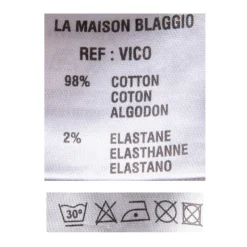 LA MAISON BLAGGIO
REF : VICO
98% COTTON
COTON
ALGODON
2% ELASTANE
ELASTHANNE
ELASTANO
30°